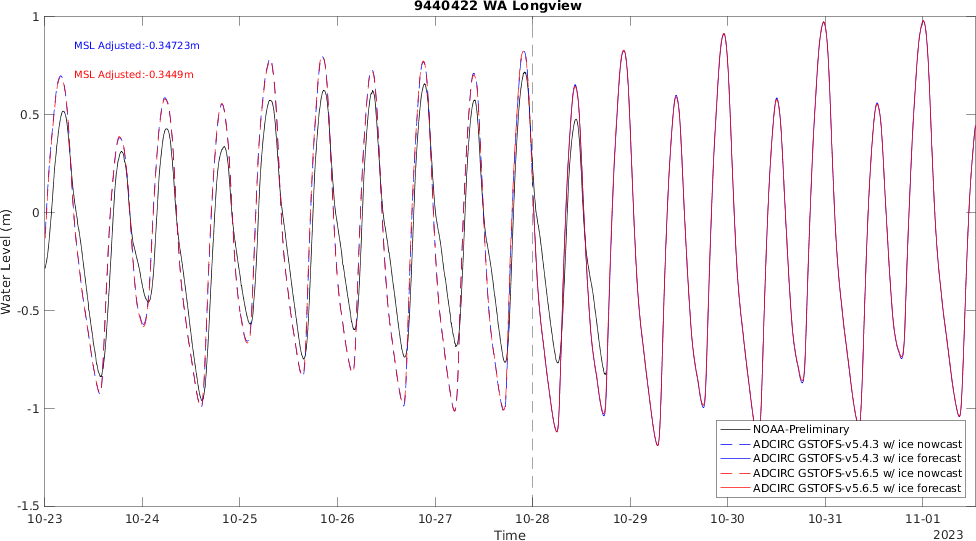 9440422 WA Longview
MSL Adjusted:-0.34723m
MSL Adjusted:-0.3449m
Water Level (m)
1
0.5
0
-0.5
-1
-1.5
NOAA-Preliminary
ADCIRC GSTOFS-v5.4.3 w/ ice nowcast
ADCIRC GSTOFS-v5.4.3 w/ ice forecast
ADCIRC GSTOFS-v5.6.5 w/ ice nowcast
ADCIRC GSTOFS-v5.6.5 w/ ice forecast
10-23 10-24 10-25 10-26 10-27 10-28 10-29 10-30 10-31 11-01
Time
2023